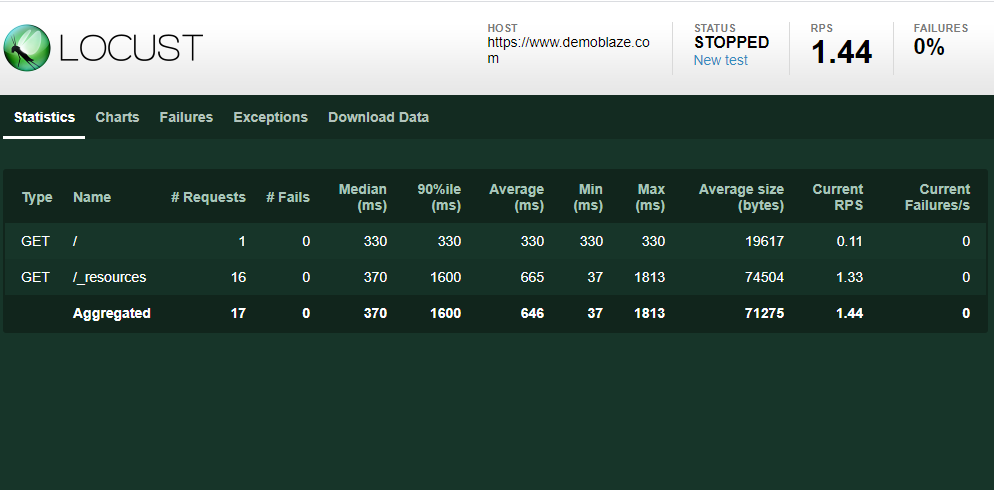 LOCUST
HOST
https://www.demoblaze.co
m
STATUS
STOPPED
New test
RPS
1.44
FAILURES
0%
Statistics Charts Failures Exceptions Download Data
Type Name # Requests # Fails Median (ms) 90%ile (ms) Average (ms) Min (ms) Max (ms) Average size (bytes) Current RPS Current Failures/s
GET / 1 0 330 330 330 330 330 19617 0.11 0
GET /_resources 16 0 370 1600 665 37 1813 74504 1.33 0
Aggregated 17 0 370 1600 646 37 1813 71275 1.44 0